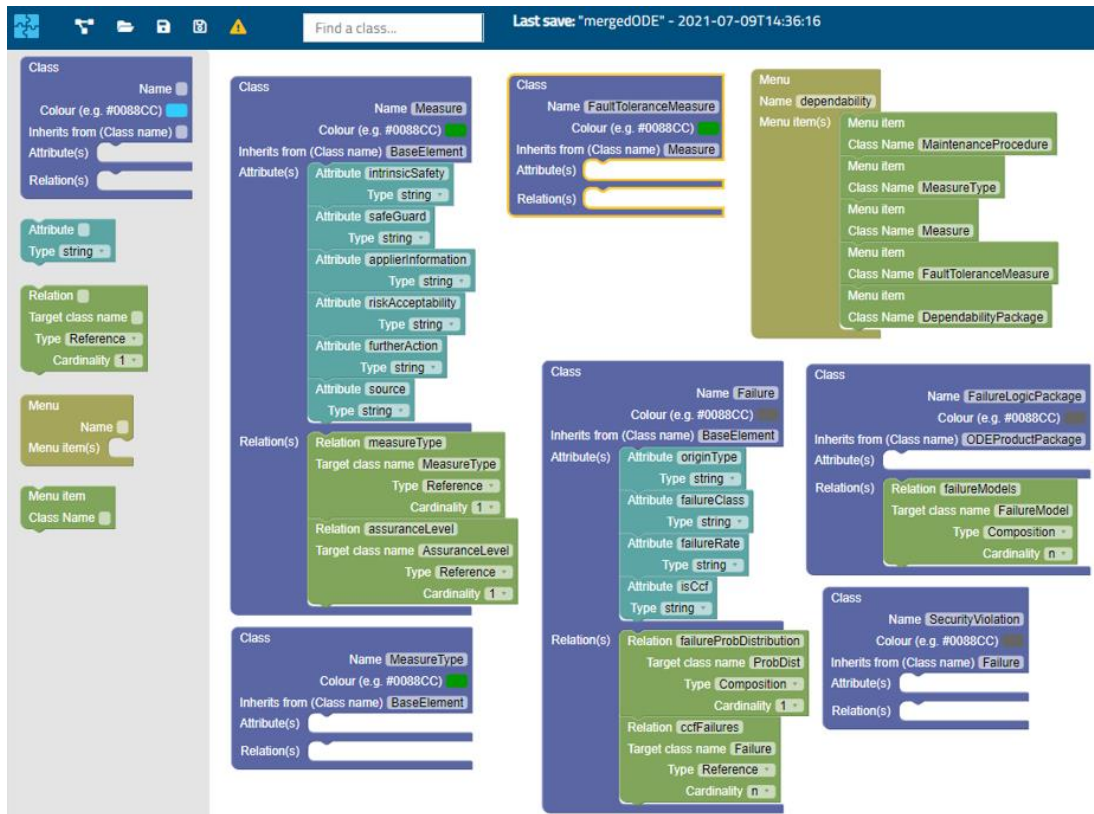 Find a class...
Last save: "mergedODE" - 2021-07-09T14:36:16
Class
Name
Colour (e.g. #0088CC)
Inherits from (Class name)
Attribute(s)
Relation(s)
Attribute
Type string
Relation
Target class name
Type Reference
Cardinality 1
Menu
Name
Menu item(s)
Menu item
Class Name
Class
Name Measure
Colour (e.g. #0088CC)
Inherits from (Class name) BaseElement
Attribute(s) Attribute intrinsicSafety
Type string
Attribute safeGuard
Type string
Attribute applierInformation
Type string
Attribute riskAcceptability
Type string
Attribute furtherAction
Type string
Attribute source
Type string
Relation(s) Relation measureType
Target class name MeasureType
Type Reference
Cardinality 1
Relation assuranceLevel
Target class name AssuranceLevel
Type Reference
Cardinality 1
Class
Name MeasureType
Colour (e.g. #0088CC)
Inherits from (Class name) BaseElement
Attribute(s)
Relation(s)
Class
Name FaultToleranceMeasure
Colour (e.g. #0088CC)
Inherits from (Class name) Measure
Attribute(s)
Relation(s)
Menu
Name dependability
Menu item(s) Menu item
Class Name MaintenanceProcedure
Menu item
Class Name MeasureType
Menu item
Class Name Measure
Menu item
Class Name FaultToleranceMeasure
Menu item
Class Name DependabilityPackage
Class
Name Failure
Colour (e.g. #0088CC)
Inherits from (Class name) BaseElement
Attribute(s) Attribute originType
Type string
Attribute failureClass
Type string
Attribute failureRate
Type string
Attribute isCcf
Type string
Relation(s) Relation failureProbDistribution
Target class name ProbDist
Type Composition
Cardinality 1
Relation ccfFailures
Target class name Failure
Type Reference
Cardinality n
Class
Name FailureLogicPackage
Colour (e.g. #0088CC)
Inherits from (Class name) ODEProductPackage
Attribute(s)
Relation(s) Relation failureModels
Target class name FailureModel
Type Composition
Cardinality n
Class
Name SecurityViolation
Colour (e.g. #0088CC)
Inherits from (Class name) Failure
Attribute(s)
Relation(s)